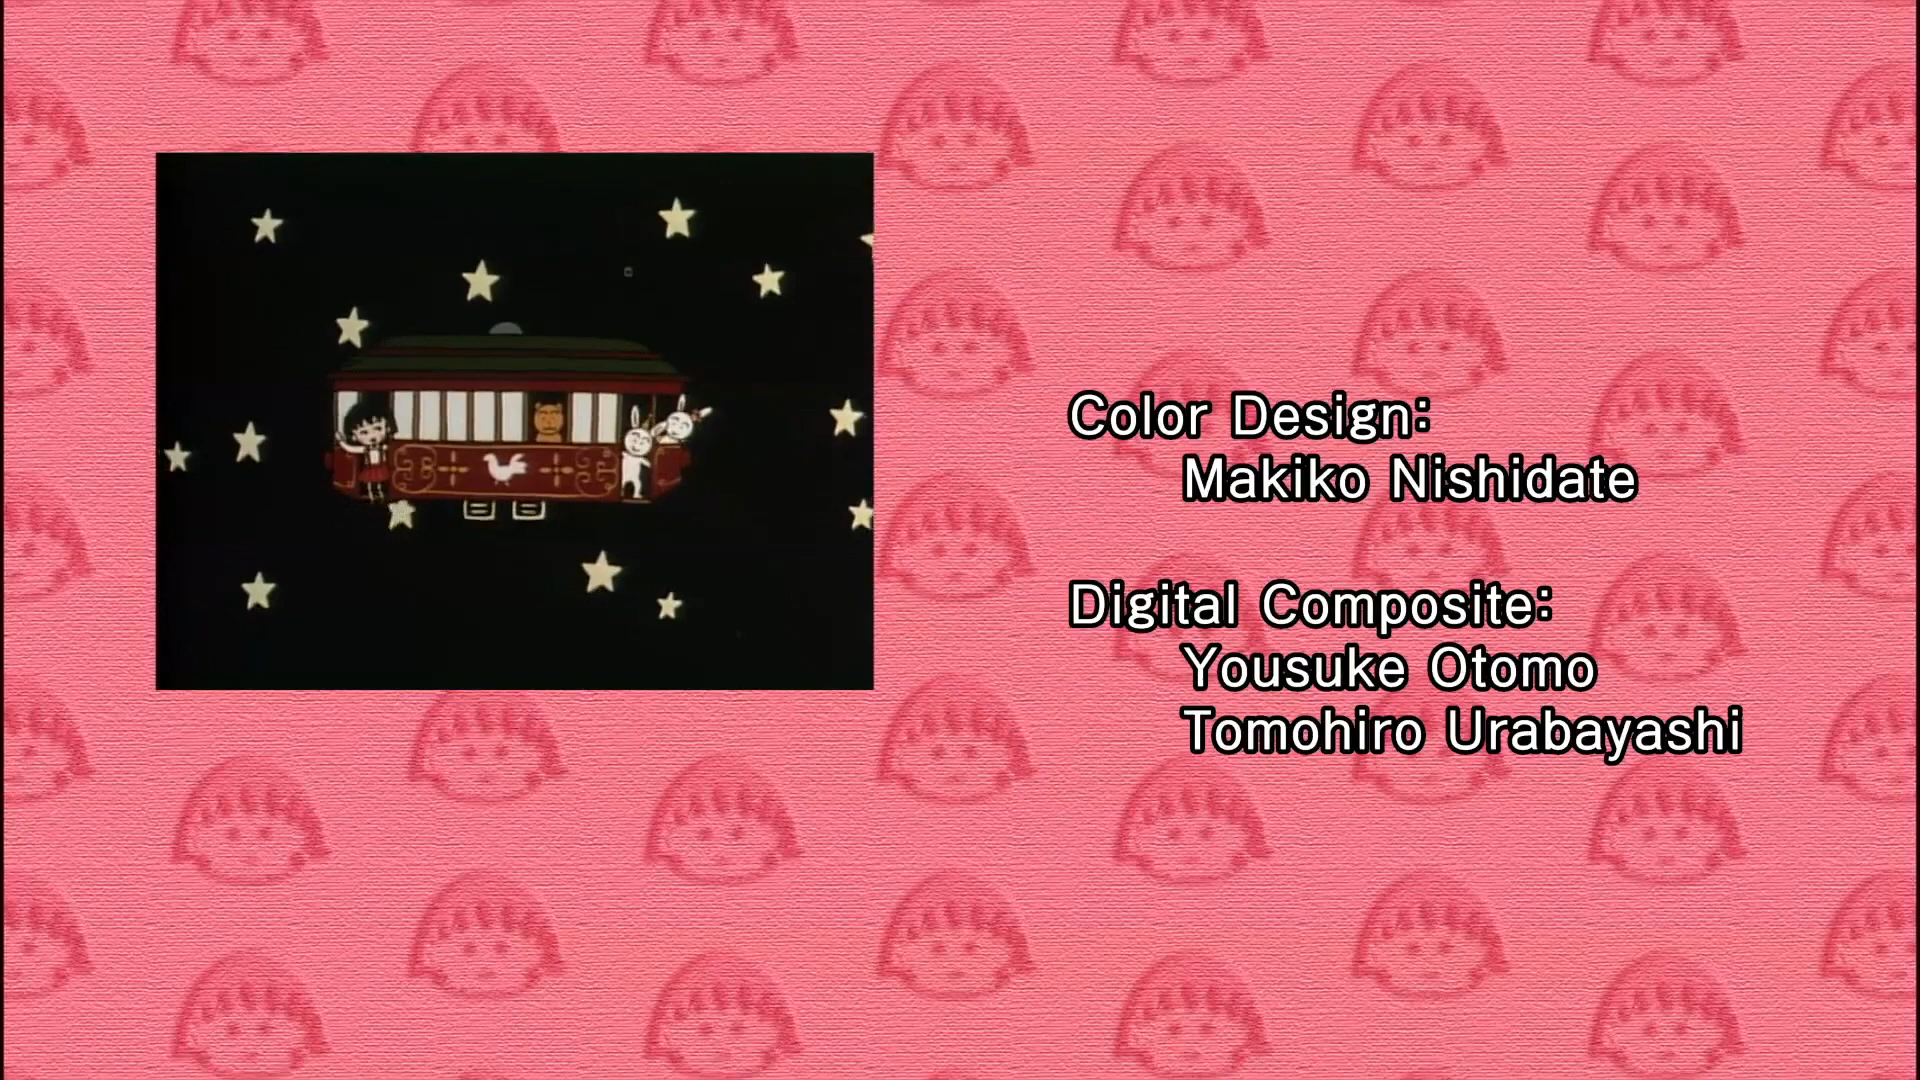 Color Design:
Makiko Nishidate
Digital Composite:
Yousuke Otomo
Tomohiro Urabayashi